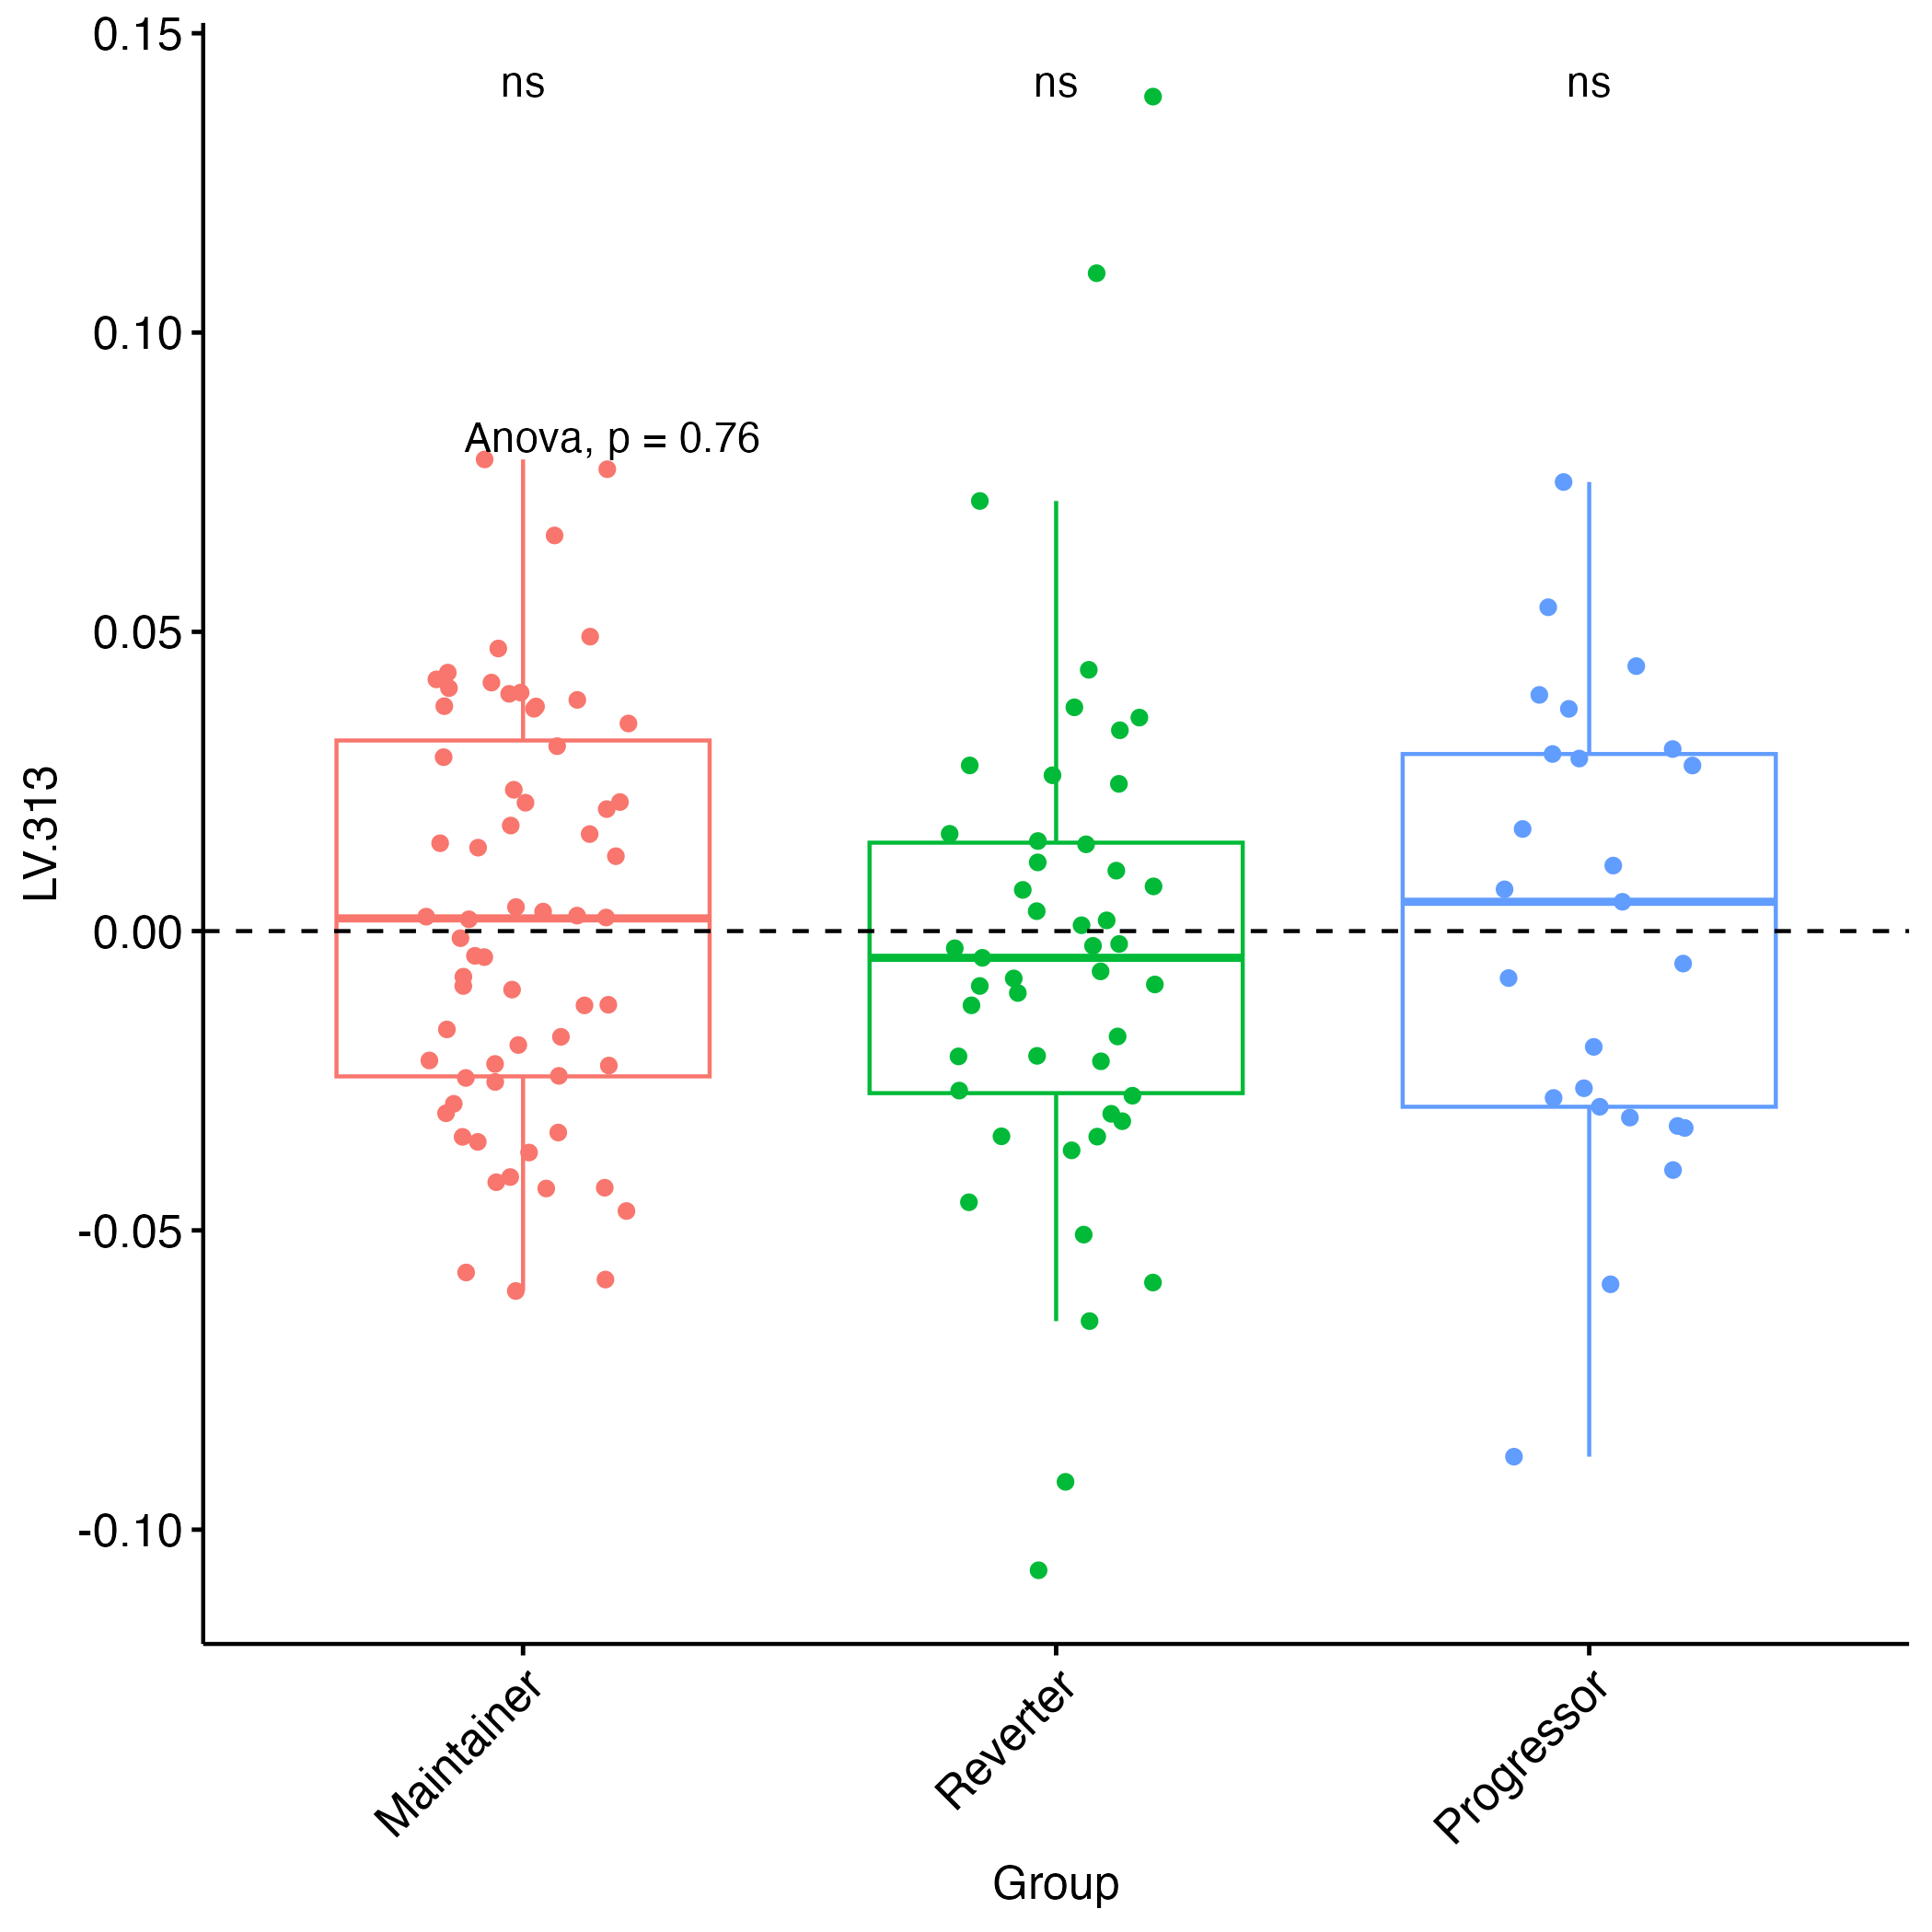 0.15
ns ns ns
0.10
Anova, p = 0.76
0.05
LV.313
0.00
-0.05
-0.10
Maintainer Reverter Progressor
Group